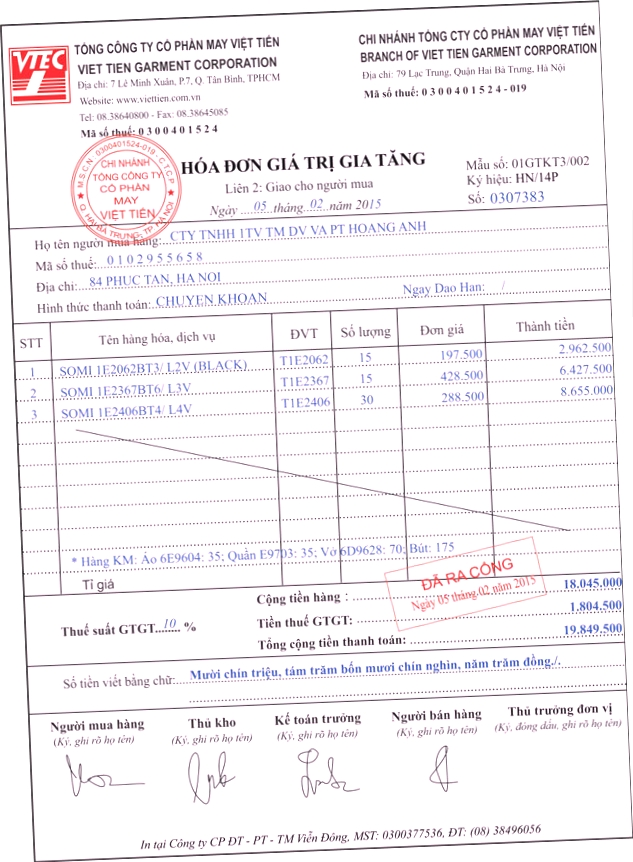 VTEC
TỔNG CÔNG TY CỔ PHẦN MAY VIỆT TIẾN
VIET TIEN GARMENT CORPORATION
Địa chỉ: 7 Lê Minh Xuân, P.7, Q. Tân Bình, TPHCM
Website: www.viettien.com.vn
Tel: 08.38640800 - Fax: 08.38645085
Mã số thuế: 0 3 0 0 4 0 1 5 2 4
CHI NHÁNH TỔNG CTY CỔ PHẦN MAY VIỆT TIẾN
BRANCH OF VIET TIEN GARMENT CORPORATION
Địa chỉ: 79 Lạc Trung, Quận Hai Bà Trưng, Hà Nội
Mã số thuế: 0 3 0 0 4 0 1 5 2 4 - 019
M.S.C.N: 0300401524-019-C.T.C.P
CHI NHÁNH
TỔNG CÔNG TY
CỔ PHẦN
MAY
VIỆT TIẾN
Q. HAI BÀ TRƯNG, TP. HÀ NỘI
HÓA ĐƠN GIÁ TRỊ GIA TĂNG
Liên 2: Giao cho người mua
Ngày .....05.....tháng....02...năm 2015
Mẫu số: 01GTKT3/002
Ký hiệu: HN/14P
Số: 0307383
Họ tên người mua hàng: CTY TNHH 1TV TM DV VA PT HOANG ANH
Mã số thuế: 0 1 0 2 9 5 5 6 5 8
Địa chỉ: 84 PHUC TAN, HA NOI
Hình thức thanh toán: CHUYEN KHOAN Ngay Dao Han: /
STT Tên hàng hóa, dịch vụ ĐVT Số lượng Đơn giá Thành tiền
1 SOMI 1E2062BT3/ L2V (BLACK) T1E2062 15 197.500 2.962.500
2 SOMI 1E2367BT6/ L3V T1E2367 15 428.500 6.427.500
3 SOMI 1E2406BT4/ L4V T1E2406 30 288.500 8.655.000
* Hàng KM: Áo 6E9604: 35; Quần E9703: 35; Vớ 6D9628: 70; Bút: 175
Tỉ giá
ĐÃ RA CỔNG
Ngày 05 tháng 02 năm 2015
Cộng tiền hàng : 18.045.000
Thuế suất GTGT...10... % Tiền thuế GTGT: 1.804.500
Tổng cộng tiền thanh toán: 19.849.500
Số tiền viết bằng chữ: Mười chín triệu, tám trăm bốn mươi chín nghìn, năm trăm đồng./.
Người mua hàng Thủ kho Kế toán trưởng Người bán hàng Thủ trưởng đơn vị
(Ký, ghi rõ họ tên) (Ký, ghi rõ họ tên) (Ký, ghi rõ họ tên) (Ký, ghi rõ họ tên) (Ký, đóng dấu, ghi rõ họ tên)
In tại Công ty CP ĐT - PT - TM Viễn Đông, MST: 0300377536, ĐT: (08) 38496056